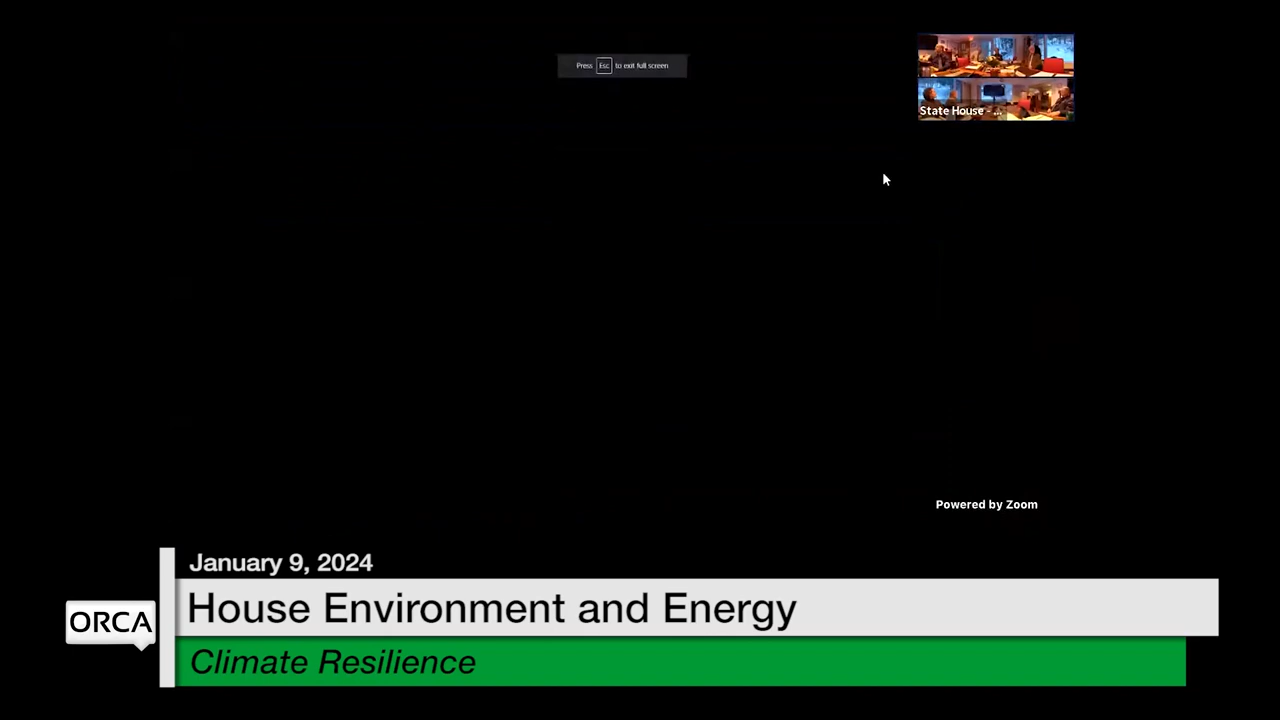 Press Esc to exit full screen
State House - ...
Powered by Zoom
January 9, 2024
House Environment and Energy
ORCA
Climate Resilience